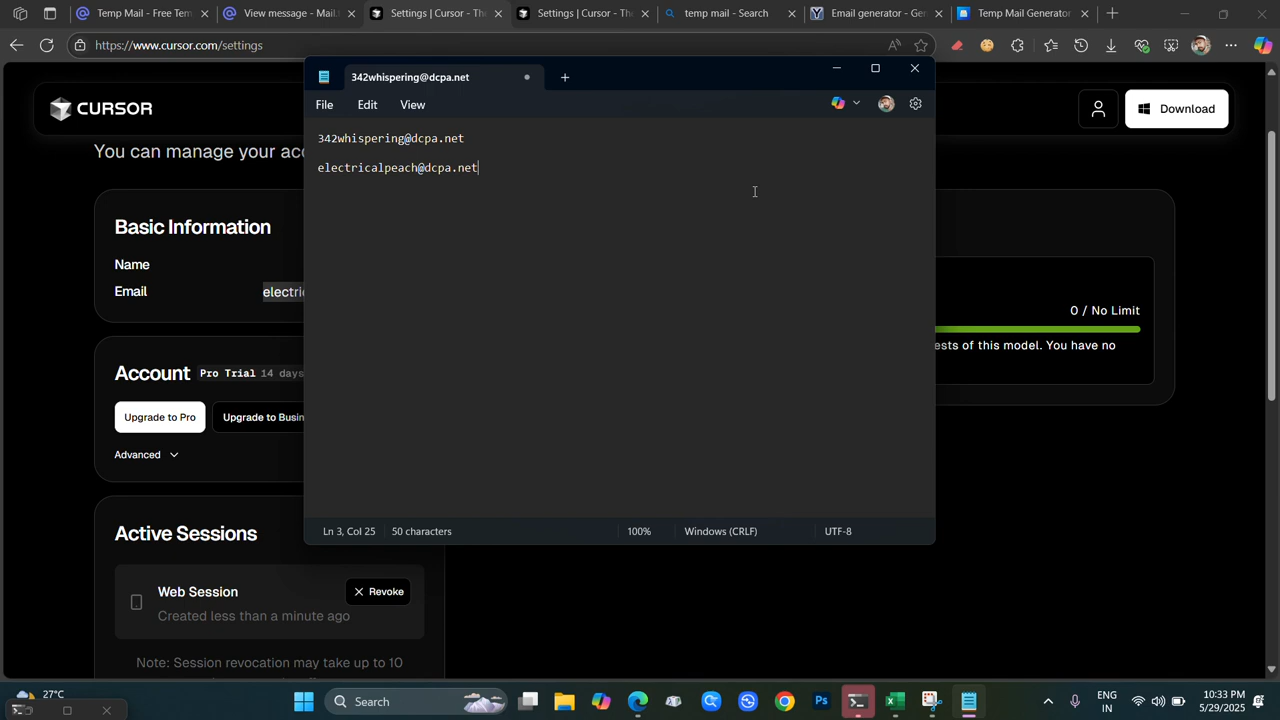 Temp Mail - Free Tem
View message - Mail.
Settings | Cursor - Th
Settings | Cursor - The
temp mail - Search
Email generator - Gen
Temp Mail Generator
https://www.cursor.com/settings
CURSOR
Download
You can manage your acc
Basic Information
Name
Email
electric
Account
Pro Trial 14 days
Upgrade to Pro
Upgrade to Busin
Advanced
Active Sessions
Web Session
Created less than a minute ago
Revoke
Note: Session revocation may take up to 10
342whispering@dcpa.net
File
Edit
View
342whispering@dcpa.net
electricalpeach@dcpa.net
Ln 3, Col 25
50 characters
100%
Windows (CRLF)
UTF-8
0 / No Limit
ests of this model. You have no
27°C
Search
ENG
IN
10:33 PM
5/29/2025